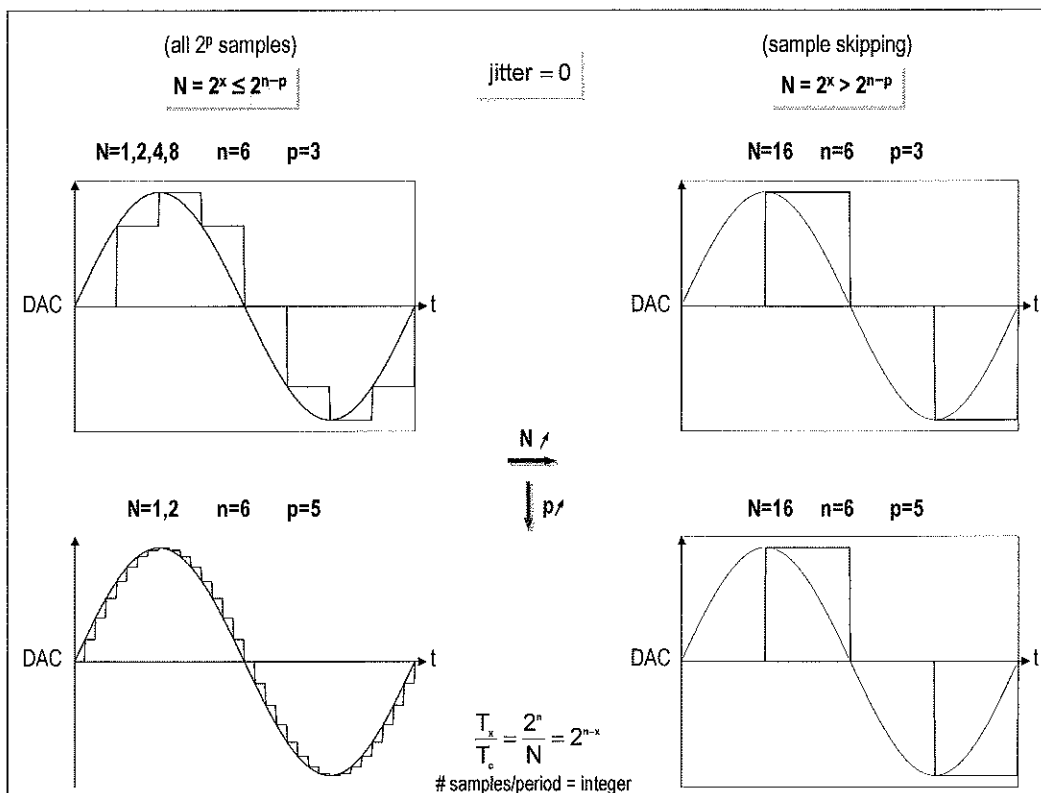 (all 2ᵖ samples)
N = 2ˣ ≤ 2ⁿ⁻ᵖ
jitter = 0
(sample skipping)
N = 2ˣ > 2ⁿ⁻ᵖ
N=1,2,4,8 n=6 p=3
DAC
t
N=16 n=6 p=3
DAC
t
N ↗
p ↗
N=1,2 n=6 p=5
DAC
t
N=16 n=6 p=5
DAC
t
Tₓ/T꜀ = 2ⁿ/N = 2ⁿ⁻ˣ
# samples/period = integer